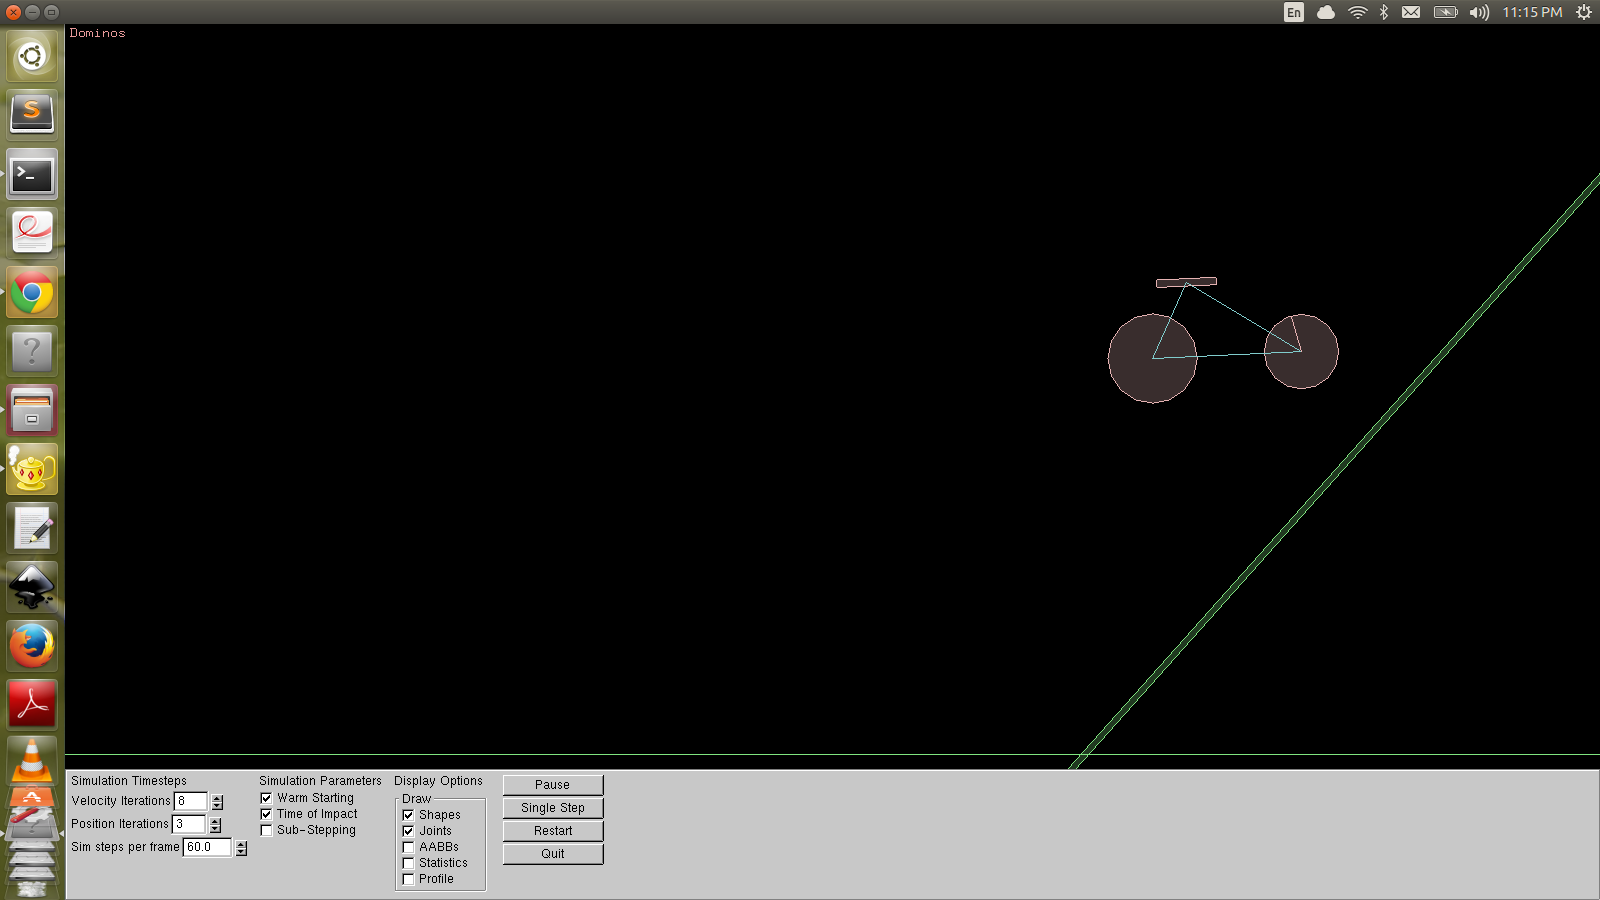 En
11:15 PM
Dominos
S
>_
?
Simulation Timesteps
Velocity Iterations 8
Position Iterations 3
Sim steps per frame 60.0
Simulation Parameters
Warm Starting
Time of Impact
Sub-Stepping
Display Options
Draw
Shapes
Joints
AABBs
Statistics
Profile
Pause
Single Step
Restart
Quit